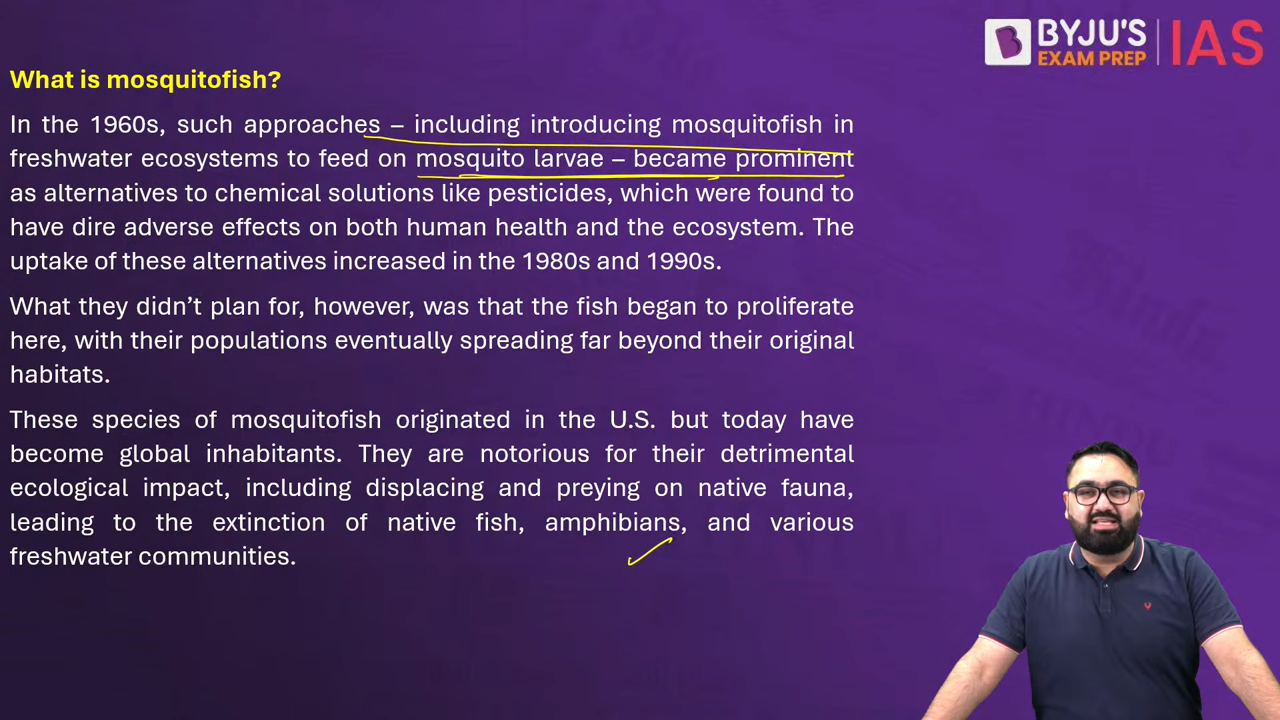 BYJU'S IAS
EXAM PREP
What is mosquitofish?
In the 1960s, such approaches – including introducing mosquitofish in
freshwater ecosystems to feed on mosquito larvae – became prominent
as alternatives to chemical solutions like pesticides, which were found to
have dire adverse effects on both human health and the ecosystem. The
uptake of these alternatives increased in the 1980s and 1990s.
What they didn't plan for, however, was that the fish began to proliferate
here, with their populations eventually spreading far beyond their original
habitats.
These species of mosquitofish originated in the U.S. but today have
become global inhabitants. They are notorious for their detrimental
ecological impact, including displacing and preying on native fauna,
leading to the extinction of native fish, amphibians, and various
freshwater communities.